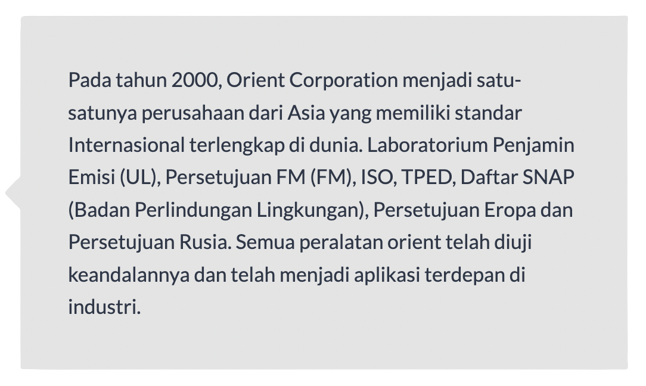 Pada tahun 2000, Orient Corporation menjadi satu-
satunya perusahaan dari Asia yang memiliki standar
Internasional terlengkap di dunia. Laboratorium Penjamin
Emisi (UL), Persetujuan FM (FM), ISO, TPED, Daftar SNAP
(Badan Perlindungan Lingkungan), Persetujuan Eropa dan
Persetujuan Rusia. Semua peralatan orient telah diuji
keandalannya dan telah menjadi aplikasi terdepan di
industri.